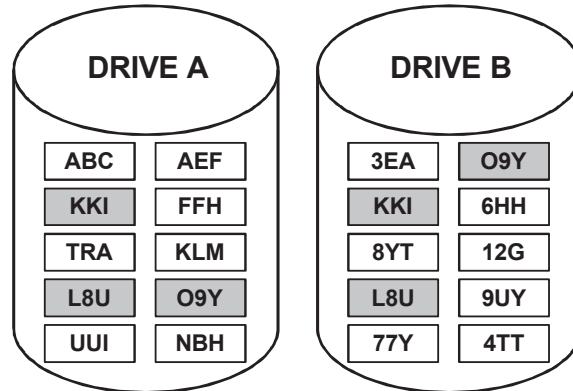 DRIVE A
ABC AEF
KKI FFH
TRA KLM
L8U O9Y
UUI NBH
DRIVE B
3EA O9Y
KKI 6HH
8YT 12G
L8U 9UY
77Y 4TT